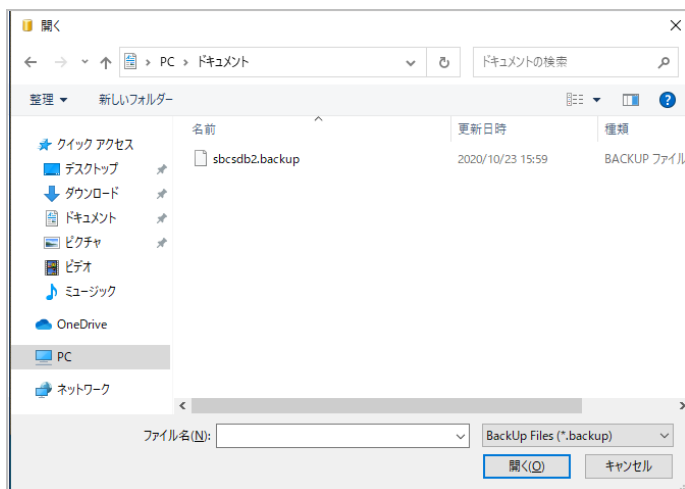 開く
PC › ドキュメント
ドキュメントの検索
整理 新しいフォルダー
名前 更新日時 種類
sbcsdb2.backup 2020/10/23 15:59 BACKUP ファイル
クイック アクセス
デスクトップ
ダウンロード
ドキュメント
ピクチャ
ビデオ
ミュージック
OneDrive
PC
ネットワーク
ファイル名(N): BackUp Files (*.backup)
開く(O) キャンセル